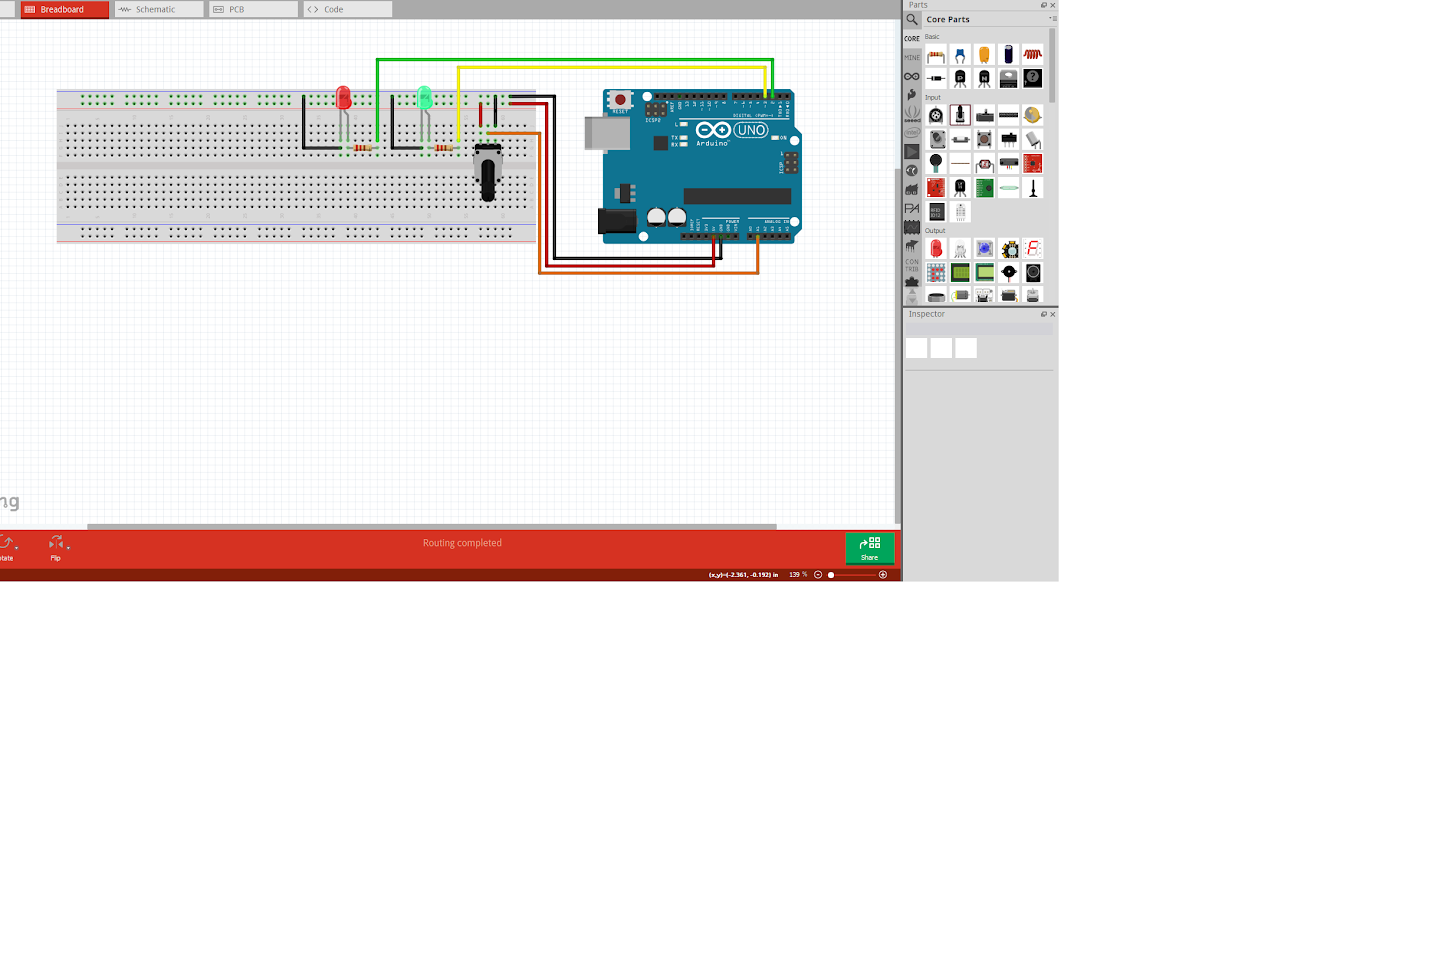 Breadboard
Schematic
PCB
Code
Parts
Core Parts
CORE
Basic
MINE
Input
Output
CON
TRIB
RESET
ICSP2
L
TX
RX
DIGITAL (PWM~)
UNO
Arduino
ON
ICSP
POWER
ANALOG IN
Inspector
ng
Routing completed
tate
Flip
Share
(x,y)=(-2.361, -0.192) in
139 %